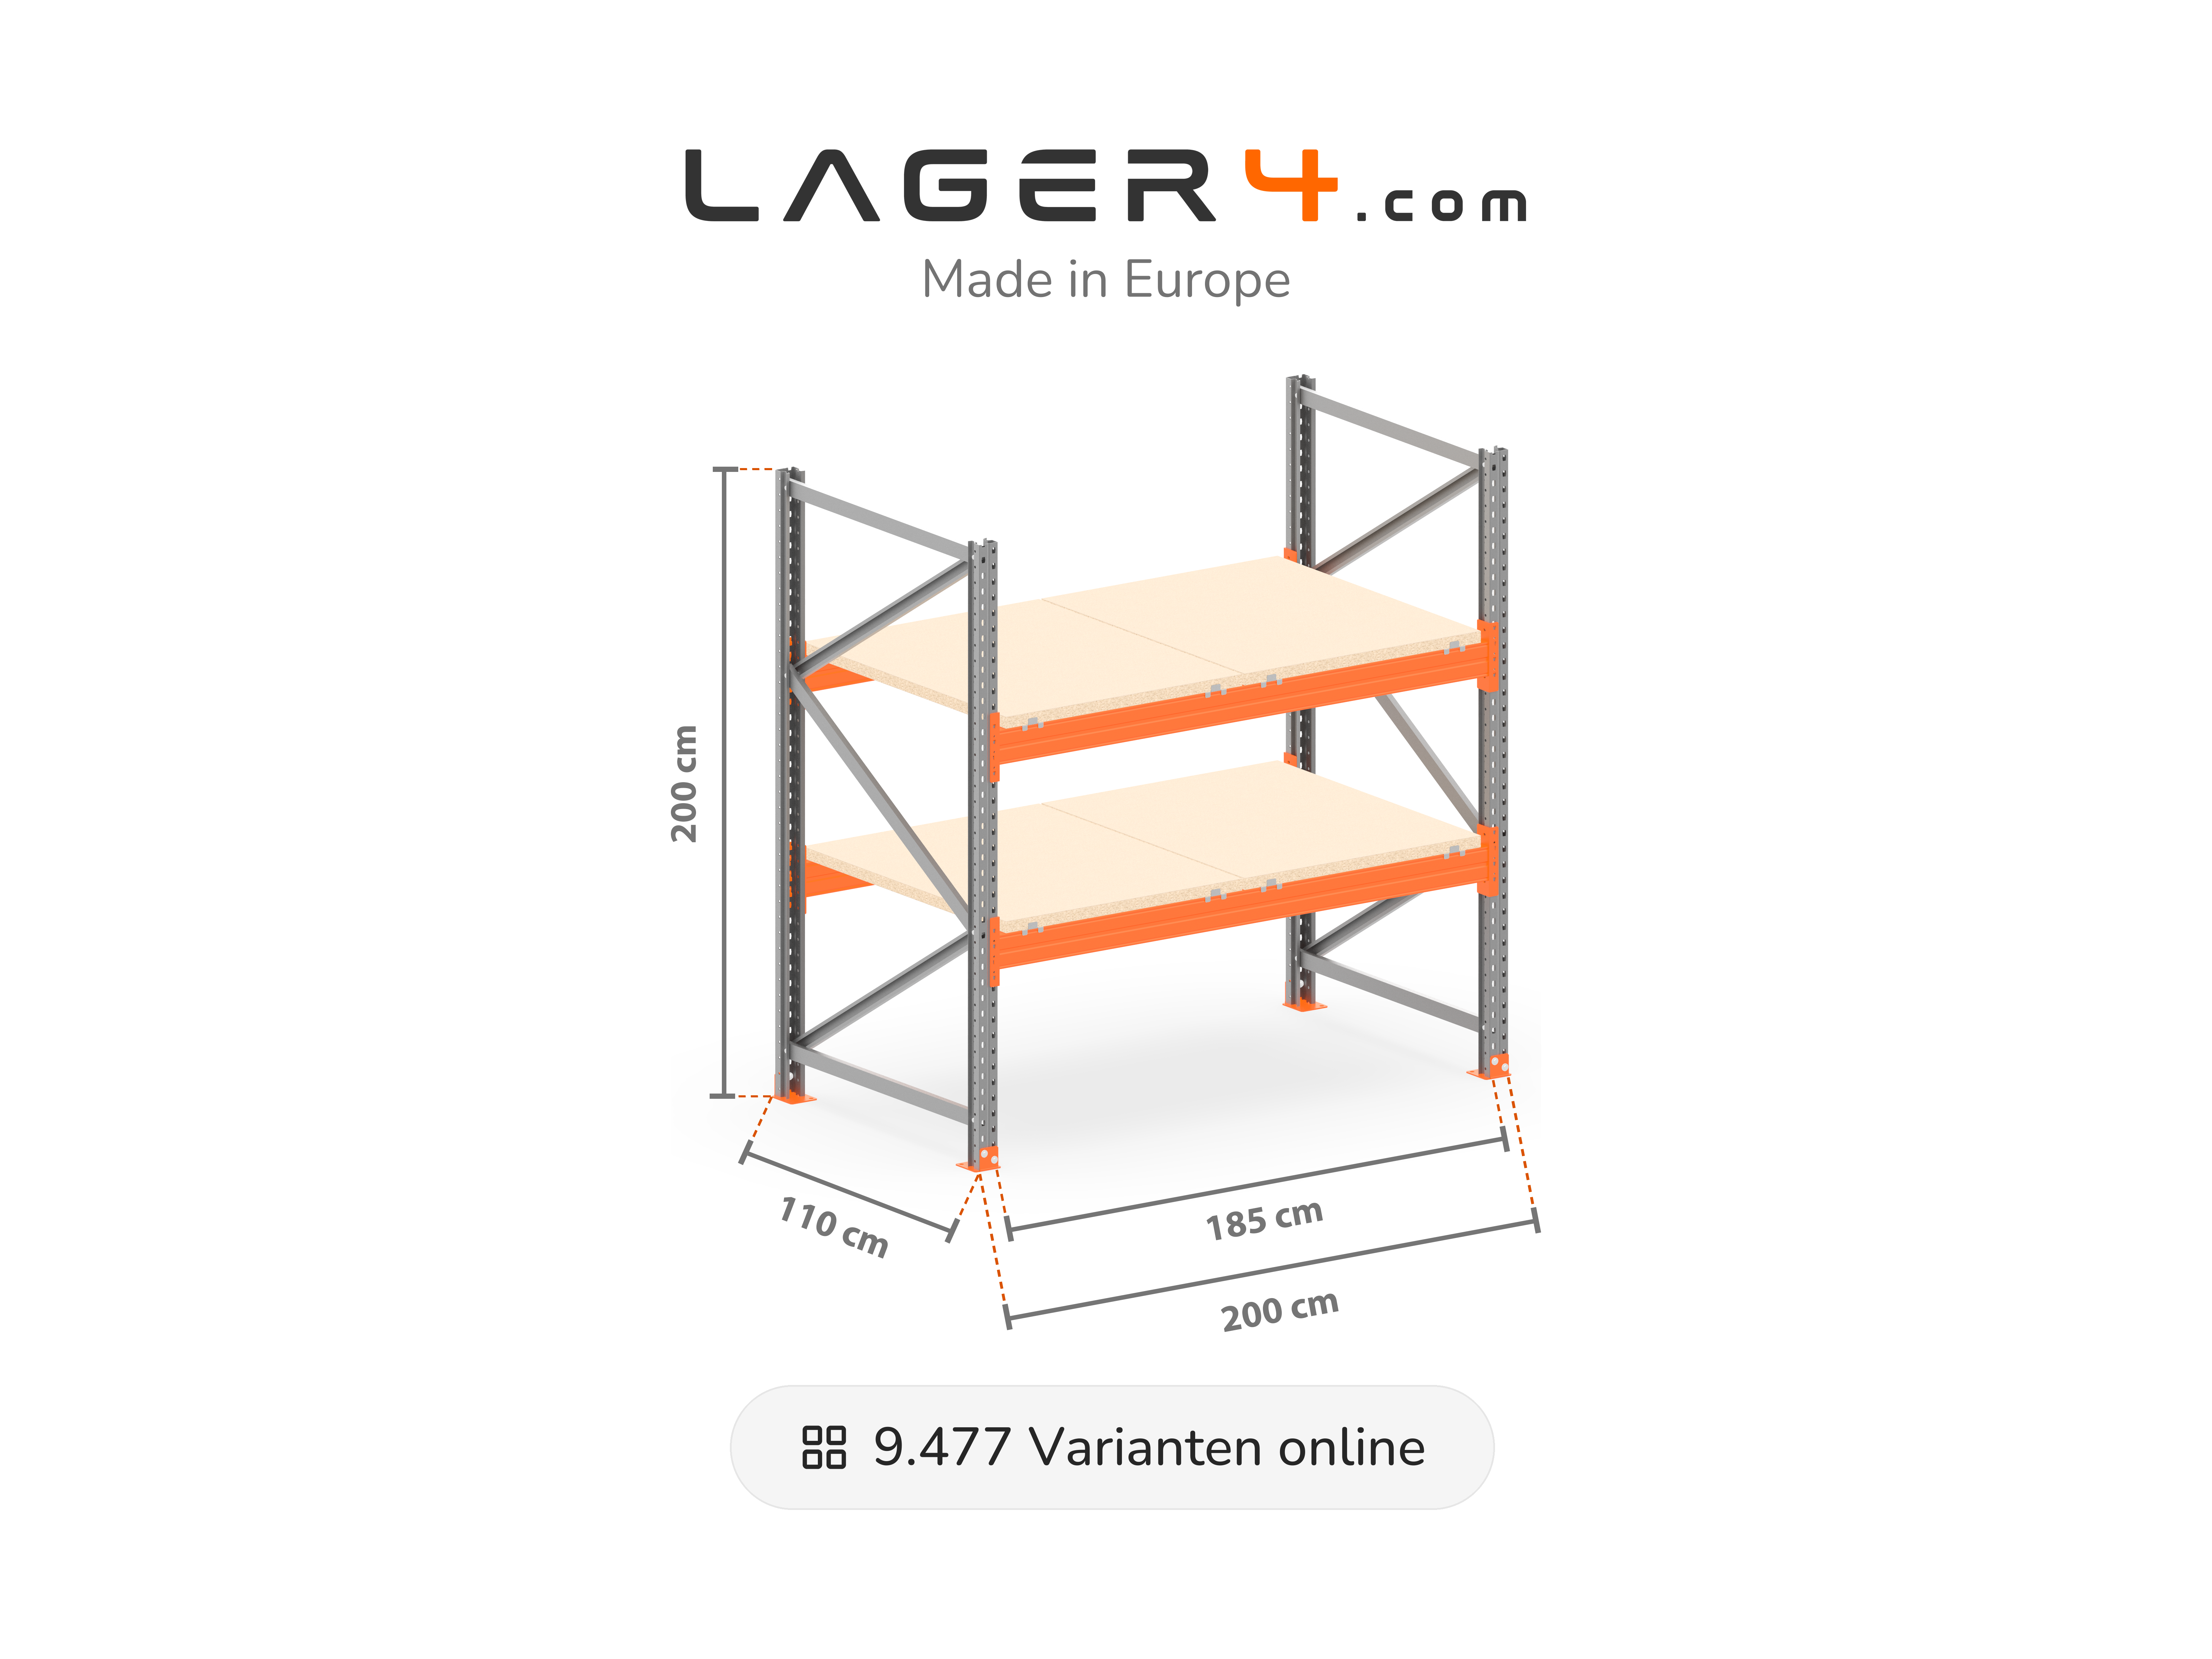 LAGER4.com
Made in Europe
200 cm
110 cm
185 cm
200 cm
9.477 Varianten online